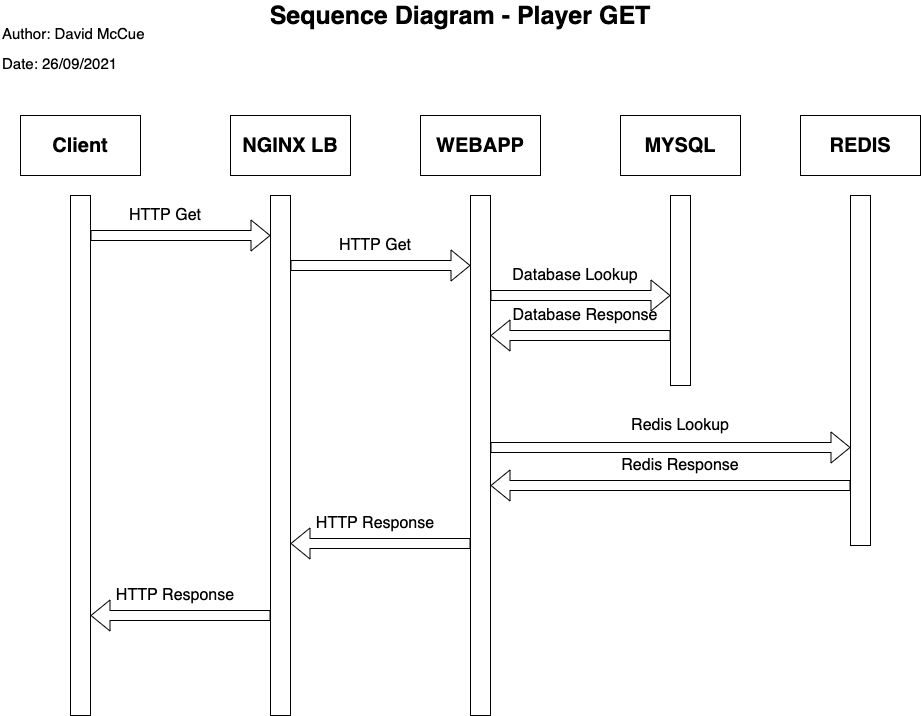 Sequence Diagram - Player GET
Author: David McCue
Date: 26/09/2021
Client
NGINX LB
WEBAPP
MYSQL
REDIS
HTTP Get
HTTP Get
Database Lookup
Database Response
Redis Lookup
Redis Response
HTTP Response
HTTP Response